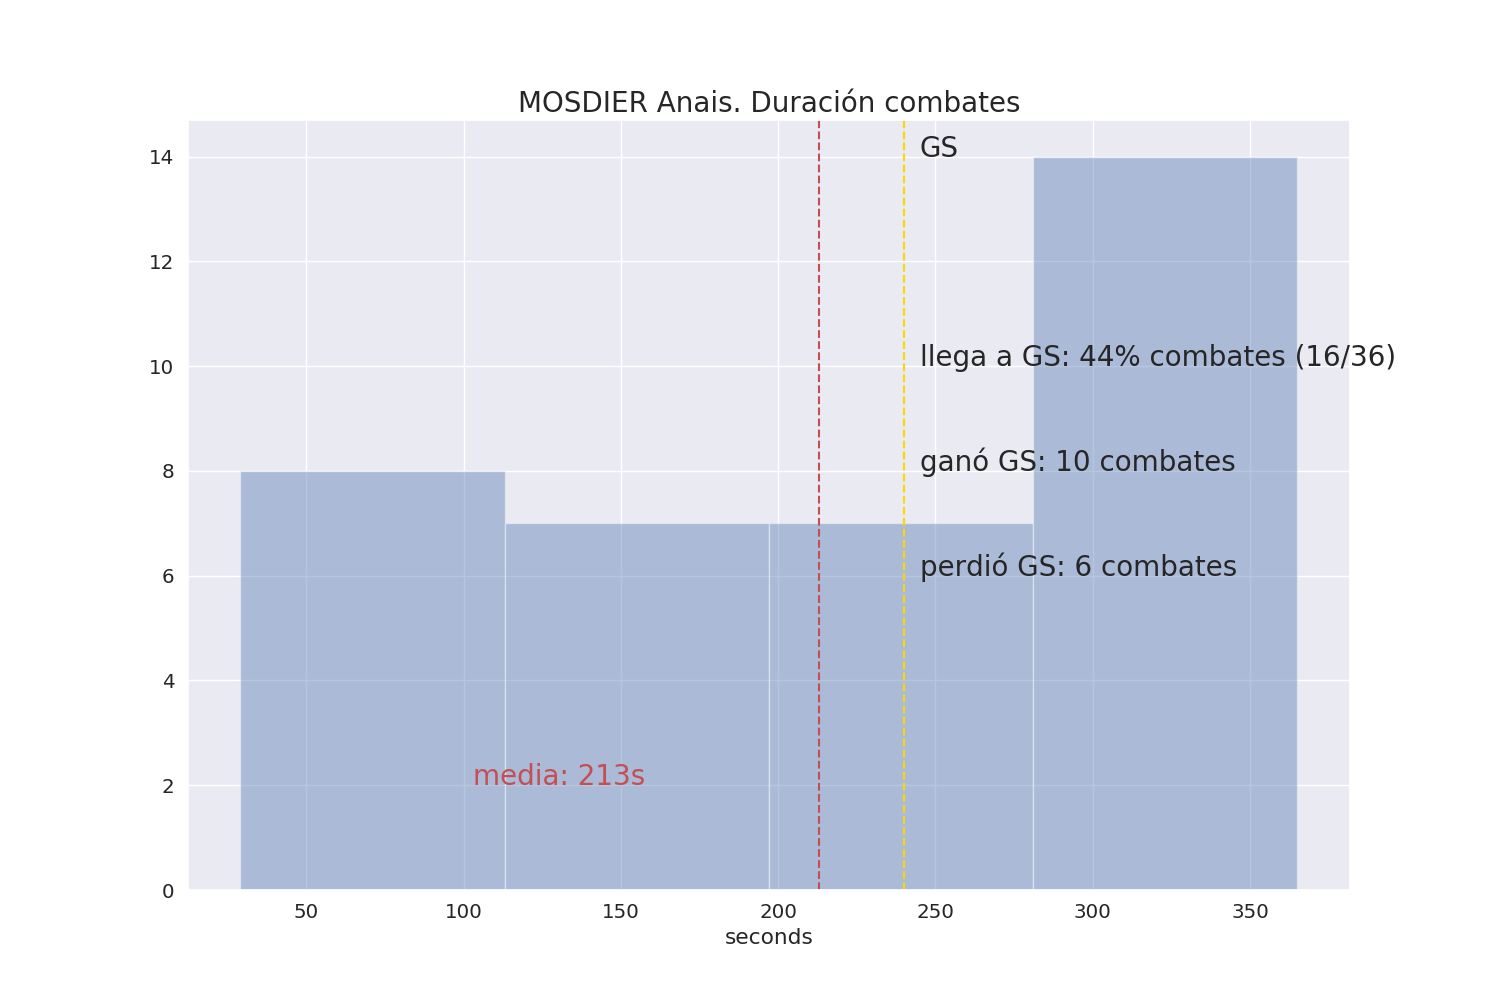 MOSDIER Anais. Duración combates
GS
14
12
llega a GS: 44% combates (16/36)
10
ganó GS: 10 combates
8
perdió GS: 6 combates
6
4
media: 213s
2
0
50 100 150 200 250 300 350
seconds